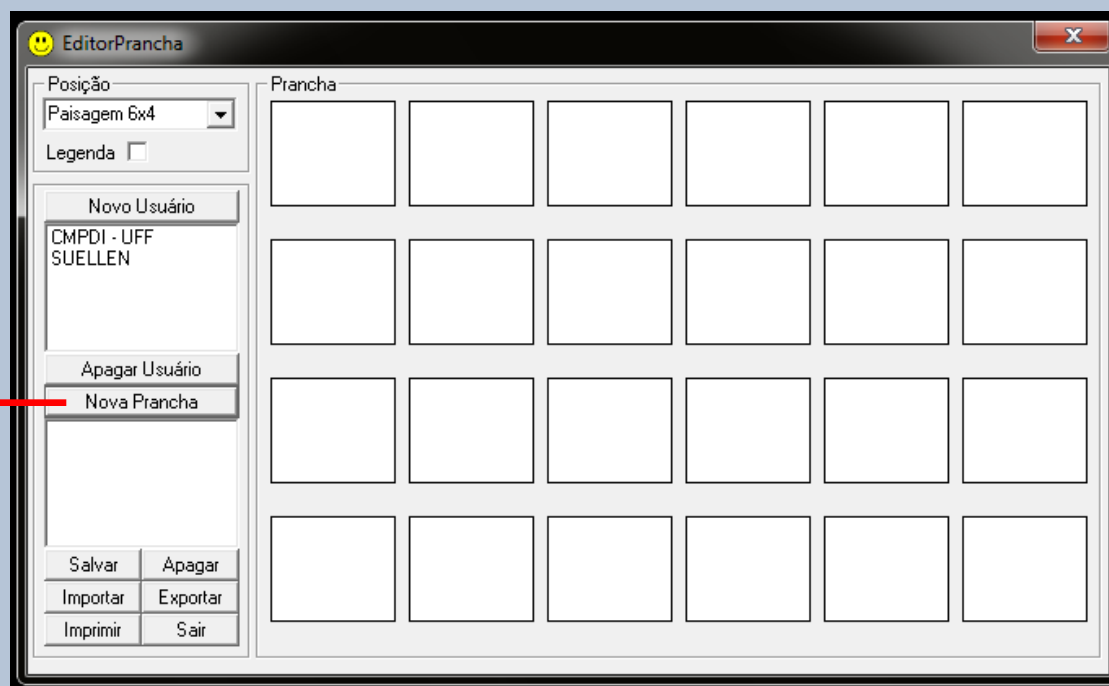 EditorPrancha
Posição
Paisagem 6x4
Legenda
Novo Usuário
CMPDI - UFF
SUELLEN
Apagar Usuário
Nova Prancha
Salvar Apagar
Importar Exportar
Imprimir Sair
Prancha